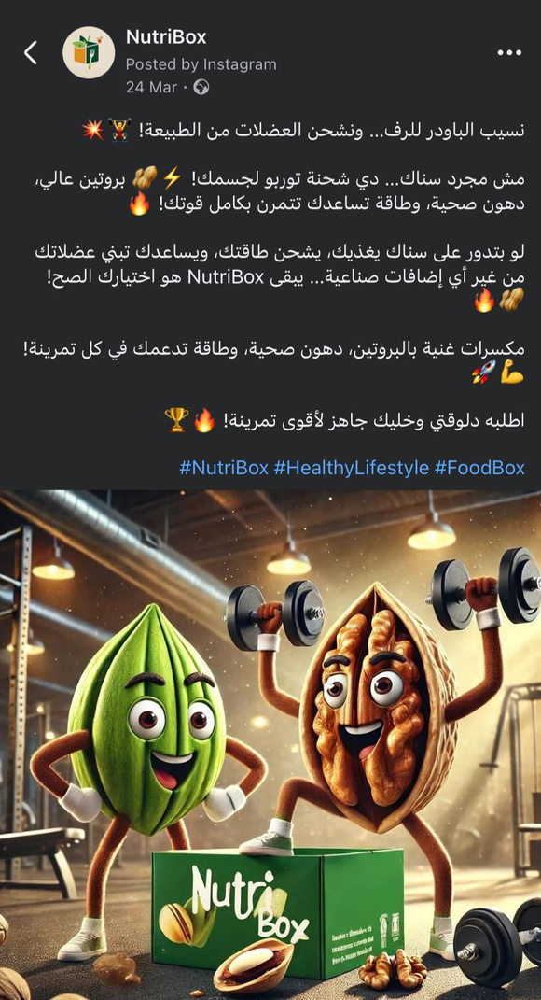 NutriBox
Posted by Instagram
24 Mar ·
نسيب الباودر للرف... ونشحن العضلات من الطبيعة! 🏋️💥
مش مجرد سناك... دي شحنة توربو لجسمك! ⚡🥜 بروتين عالي،
دهون صحية، وطاقة تساعدك تتمرن بكامل قوتك! 🔥
لو بتدور على سناك يغذيك، يشحن طاقتك، ويساعدك تبني عضلاتك
من غير أي إضافات صناعية... يبقى NutriBox هو اختيارك الصح!
🥜🔥
مكسرات غنية بالبروتين، دهون صحية، وطاقة تدعمك في كل تمرينة!
💪🚀
اطلبه دلوقتي وخليك جاهز لأقوى تمرينة! 🔥🏆
#NutriBox #HealthyLifestyle #FoodBox
Nutri
Box